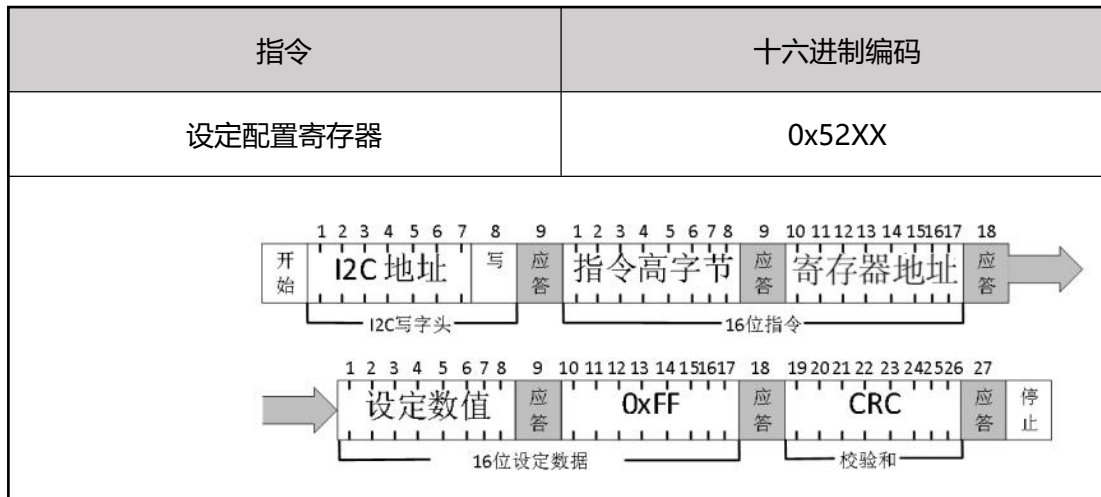 指令 十六进制编码
设定配置寄存器 0x52XX
1 2 3 4 5 6 7 8 9 1 2 3 4 5 6 7 8 9 10 11 12 13 14 15 16 17 18
开始 I2C 地址 写 应答 指令高字节 应答 寄存器地址 应答
I2C写字头 16位指令
1 2 3 4 5 6 7 8 9 10 11 12 13 14 15 16 17 18 19 20 21 22 23 24 25 26 27
设定数值 应答 0xFF 应答 CRC 应答 停止
16位设定数据 校验和